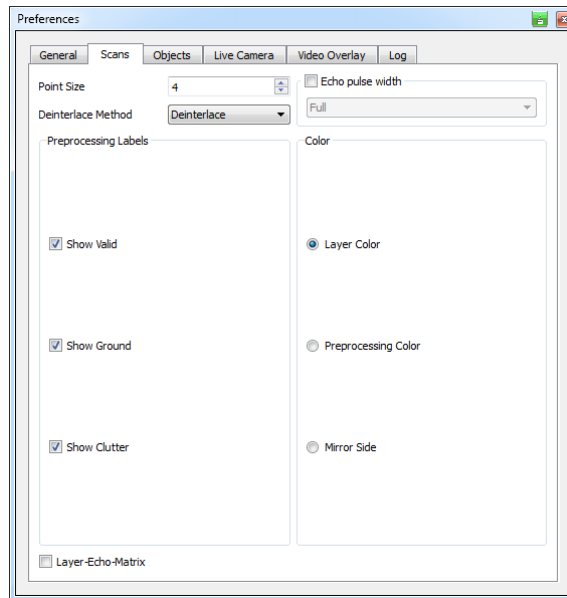 Preferences
General Scans Objects Live Camera Video Overlay Log
Point Size 4
Echo pulse width
Deinterlace Method Deinterlace
Full
Preprocessing Labels
Color
Show Valid
Layer Color
Show Ground
Preprocessing Color
Show Clutter
Mirror Side
Layer-Echo-Matrix